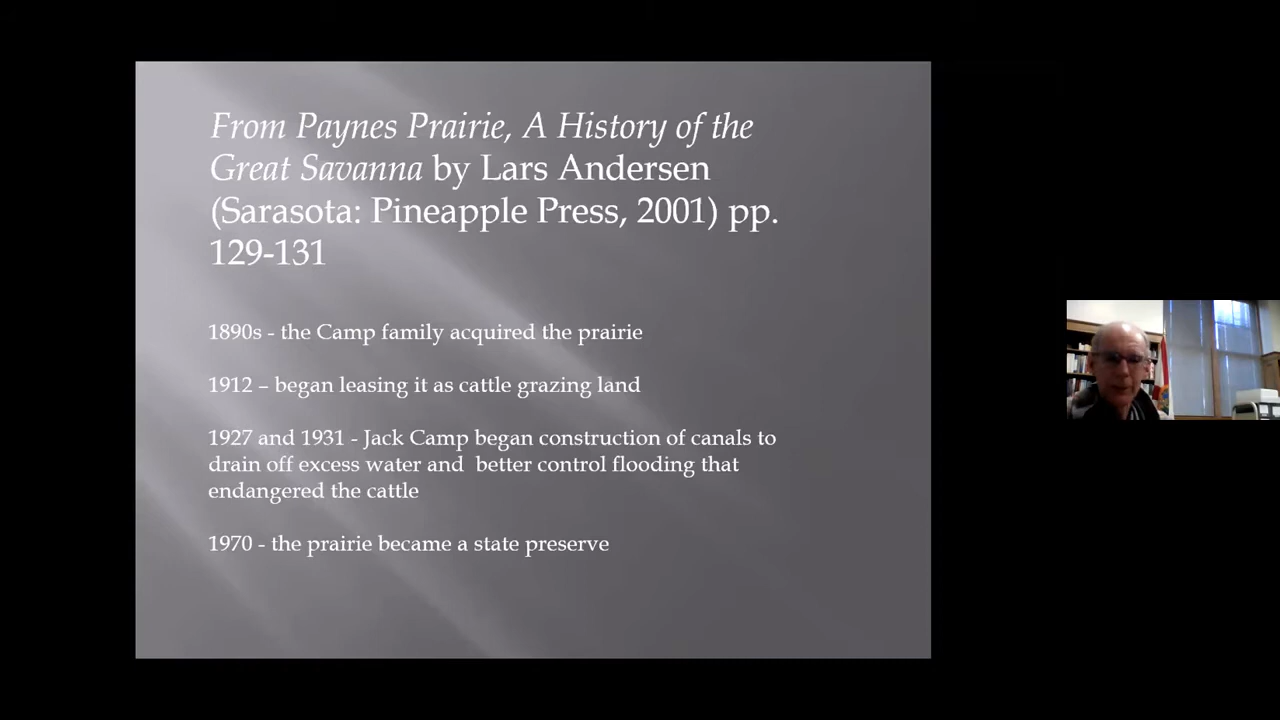 From Paynes Prairie, A History of the
Great Savanna by Lars Andersen
(Sarasota: Pineapple Press, 2001) pp.
129-131
1890s - the Camp family acquired the prairie
1912 – began leasing it as cattle grazing land
1927 and 1931 - Jack Camp began construction of canals to
drain off excess water and  better control flooding that
endangered the cattle
1970 - the prairie became a state preserve